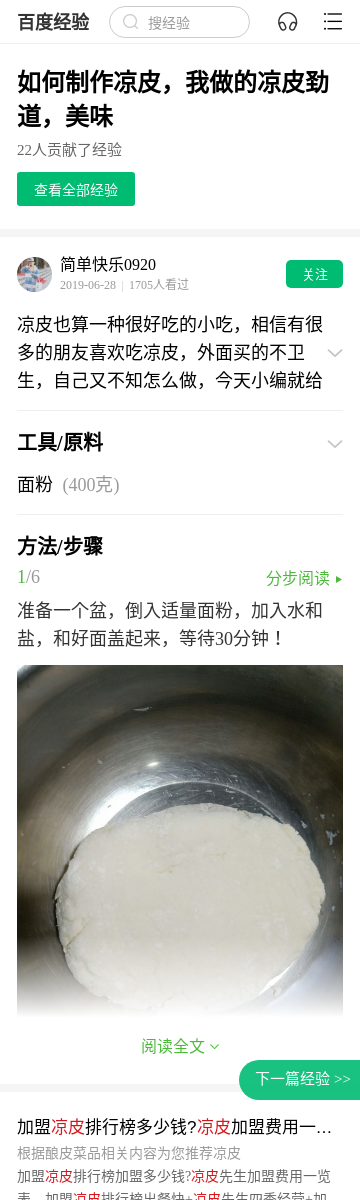 百度经验
搜经验
如何制作凉皮，我做的凉皮劲
道，美味
22人贡献了经验
查看全部经验
简单快乐0920
2019-06-28 | 1705人看过
关注
凉皮也算一种很好吃的小吃，相信有很
多的朋友喜欢吃凉皮，外面买的不卫
生，自己又不知怎么做，今天小编就给
工具/原料
面粉 (400克)
方法/步骤
1/6
分步阅读
准备一个盆，倒入适量面粉，加入水和
盐，和好面盖起来，等待30分钟！
阅读全文
下一篇经验 >>
加盟凉皮排行榜多少钱?凉皮加盟费用一…
根据酿皮菜品相关内容为您推荐凉皮
加盟凉皮排行榜加盟多少钱?凉皮先生加盟费用一览
表，加盟凉皮排行榜出餐快+凉皮先生四季经营+加